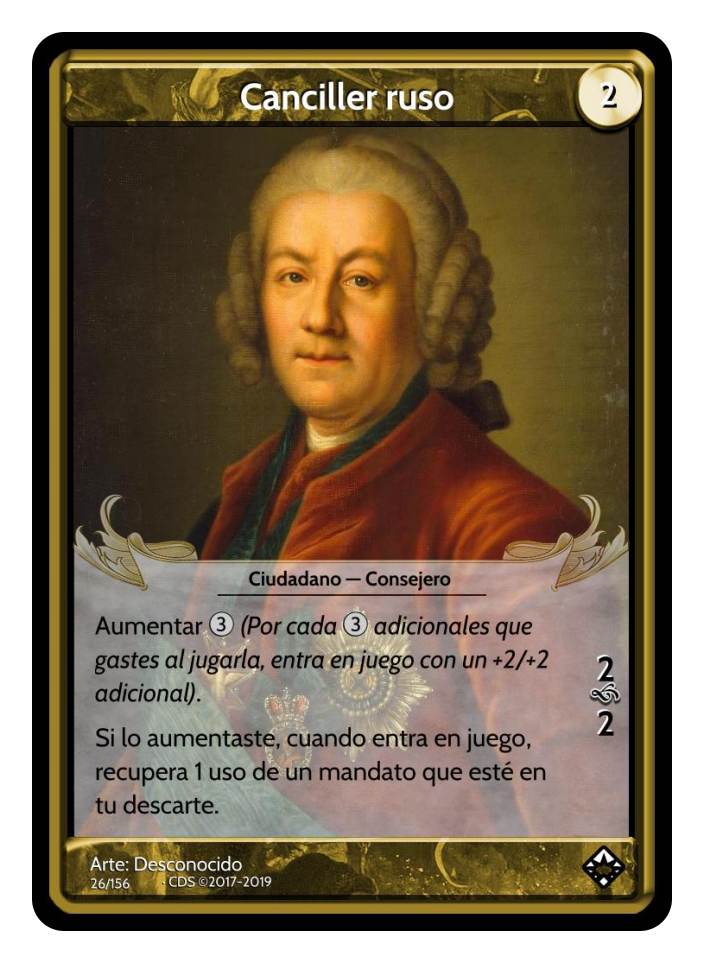 Canciller ruso
2
Ciudadano — Consejero
Aumentar 3 (Por cada 3 adicionales que
gastes al jugarla, entra en juego con un +2/+2
adicional).
Si lo aumentaste, cuando entra en juego,
recupera 1 uso de un mandato que esté en
tu descarte.
2
2
Arte: Desconocido
26/156 · CDS ©2017-2019